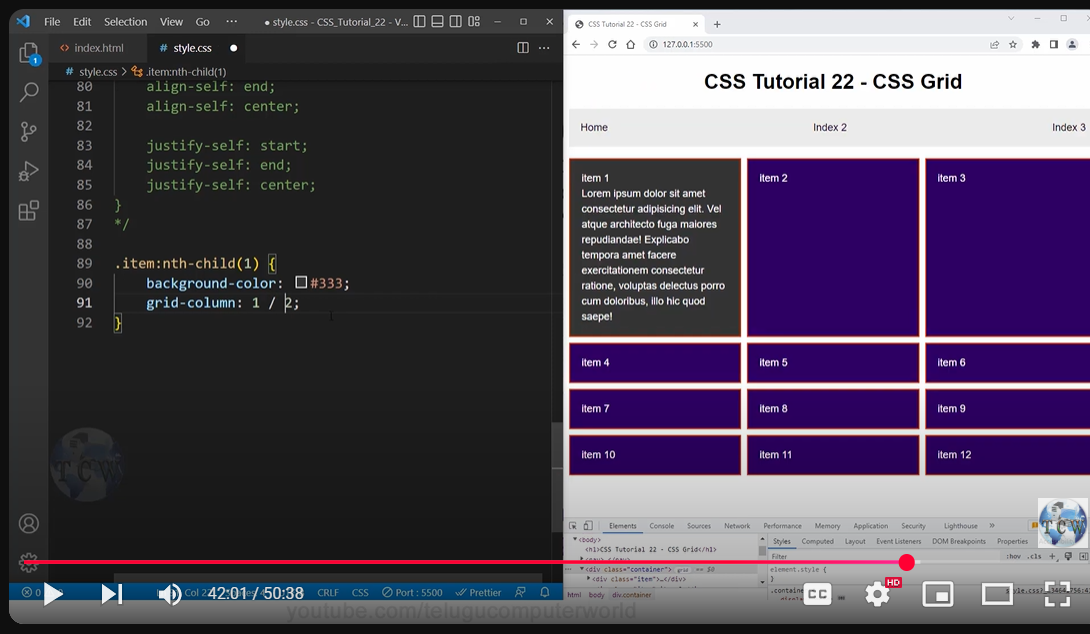 File Edit Selection View Go ··· ● style.css - CSS_Tutorial_22 - V...
index.html
# style.css ●
# style.css > .item:nth-child(1)
80 align-self: end;
81 align-self: center;
82
83 justify-self: start;
84 justify-self: end;
85 justify-self: center;
86 }
87 */
88
89 .item:nth-child(1) {
90 background-color: #333;
91 grid-column: 1 / 2;
92 }
1
TCW
CSS Tutorial 22 - CSS Grid
127.0.0.1:5500
CSS Tutorial 22 - CSS Grid
Home Index 2 Index 3
item 1
Lorem ipsum dolor sit amet
consectetur adipisicing elit. Vel
atque architecto fuga maiores
repudiandae! Explicabo
tempora amet facere
exercitationem consectetur
ratione, voluptas delectus porro
cum doloribus, illo hic quod
saepe!
item 2
item 3
item 4 item 5 item 6
item 7 item 8 item 9
item 10 item 11 item 12
TCW
Elements Console Sources Network Performance Memory Application Security Lighthouse »
<body>
<h1>CSS Tutorial 22 - CSS Grid</h1>
<div class="container"> grid == $0
<div class="item">…</div>
html body div.container
Styles Computed Layout Event Listeners DOM Breakpoints Properties
Filter :hov .cls +
element.style {
}
CRLF CSS Port : 5500 Prettier
42:01 / 50:38
CC HD
youtube.com/telugucomputerworld